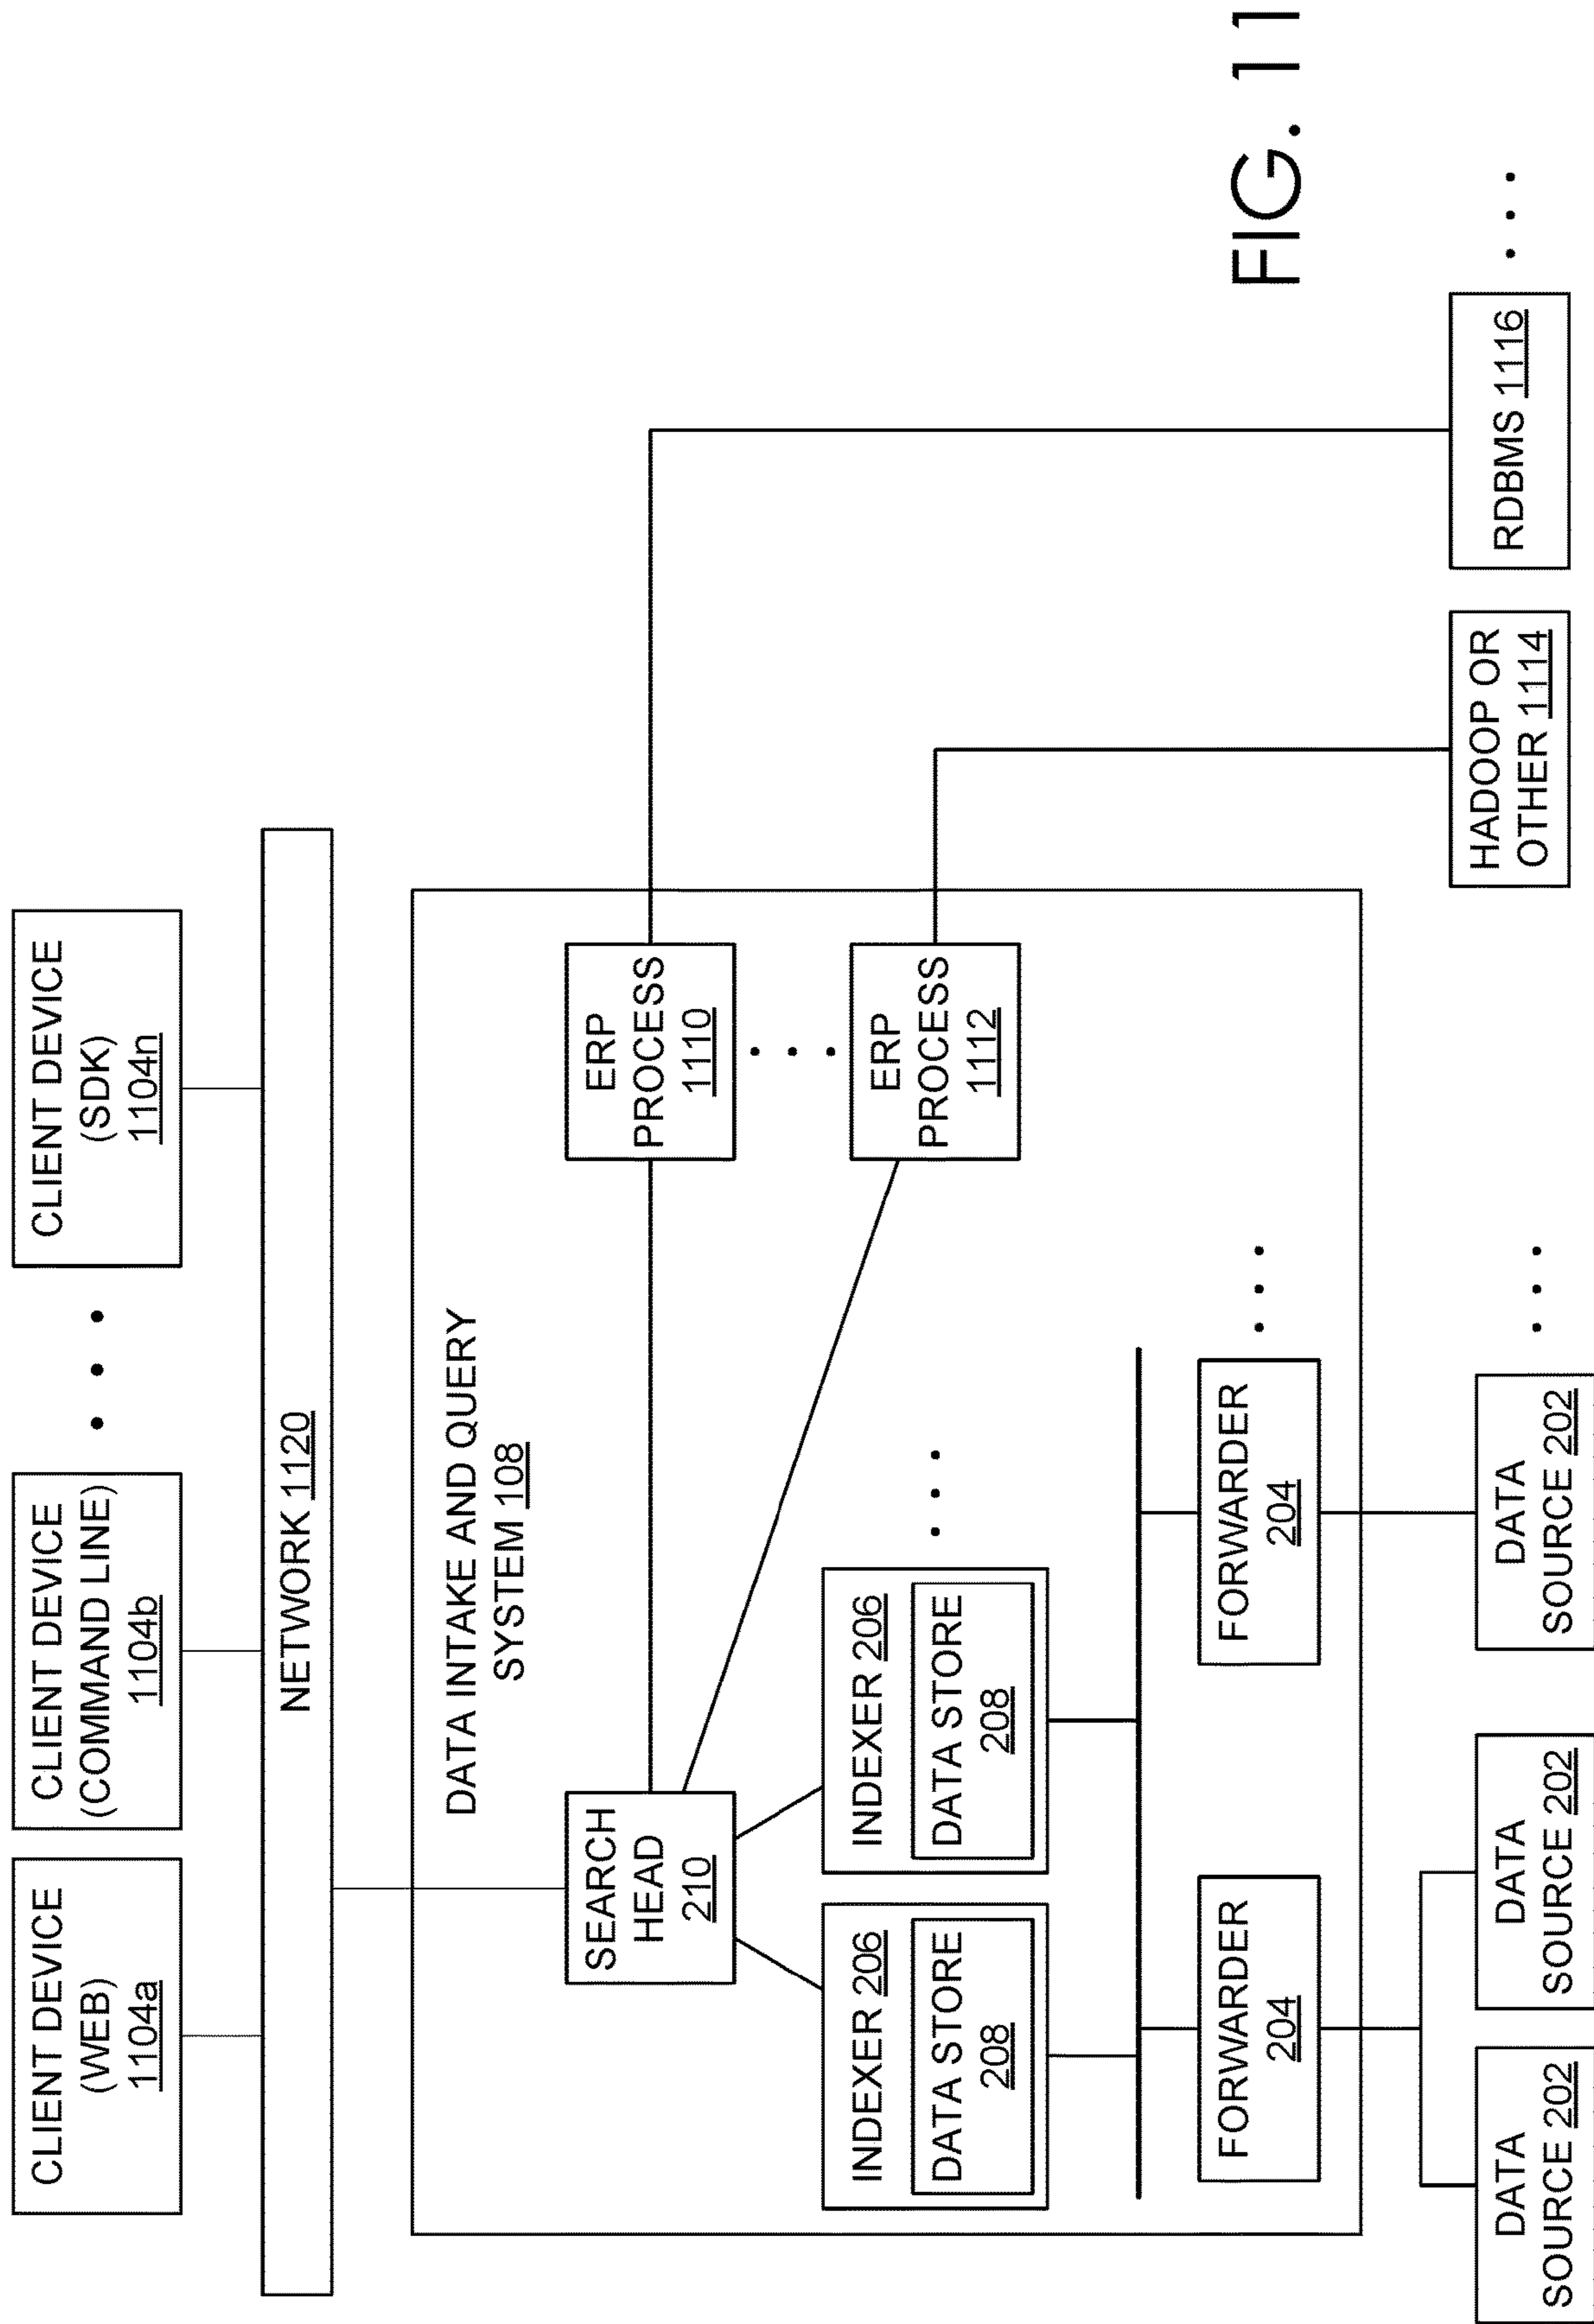 CLIENT DEVICE
(WEB)
1104a
CLIENT DEVICE
(COMMAND LINE)
1104b
CLIENT DEVICE
(SDK)
1104n
NETWORK 1120
DATA INTAKE AND QUERY
SYSTEM 108
SEARCH
HEAD
210
ERP
PROCESS
1110
INDEXER 206
DATA STORE
208
INDEXER 206
DATA STORE
208
ERP
PROCESS
1112
FORWARDER
204
FORWARDER
204
DATA
SOURCE 202
DATA
SOURCE 202
DATA
SOURCE 202
HADOOP OR
OTHER 1114
RDBMS 1116
FIG. 11